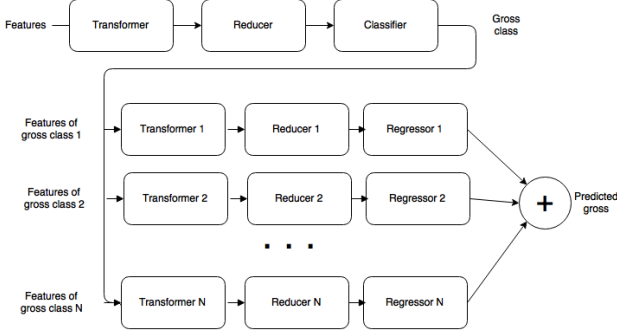 Features
Transformer
Reducer
Classifier
Gross
class
Features of
gross class 1
Transformer 1
Reducer 1
Regressor 1
Features of
gross class 2
Transformer 2
Reducer 2
Regressor 2
+
Predicted
gross
. . .
Features of
gross class N
Transformer N
Reducer N
Regressor N